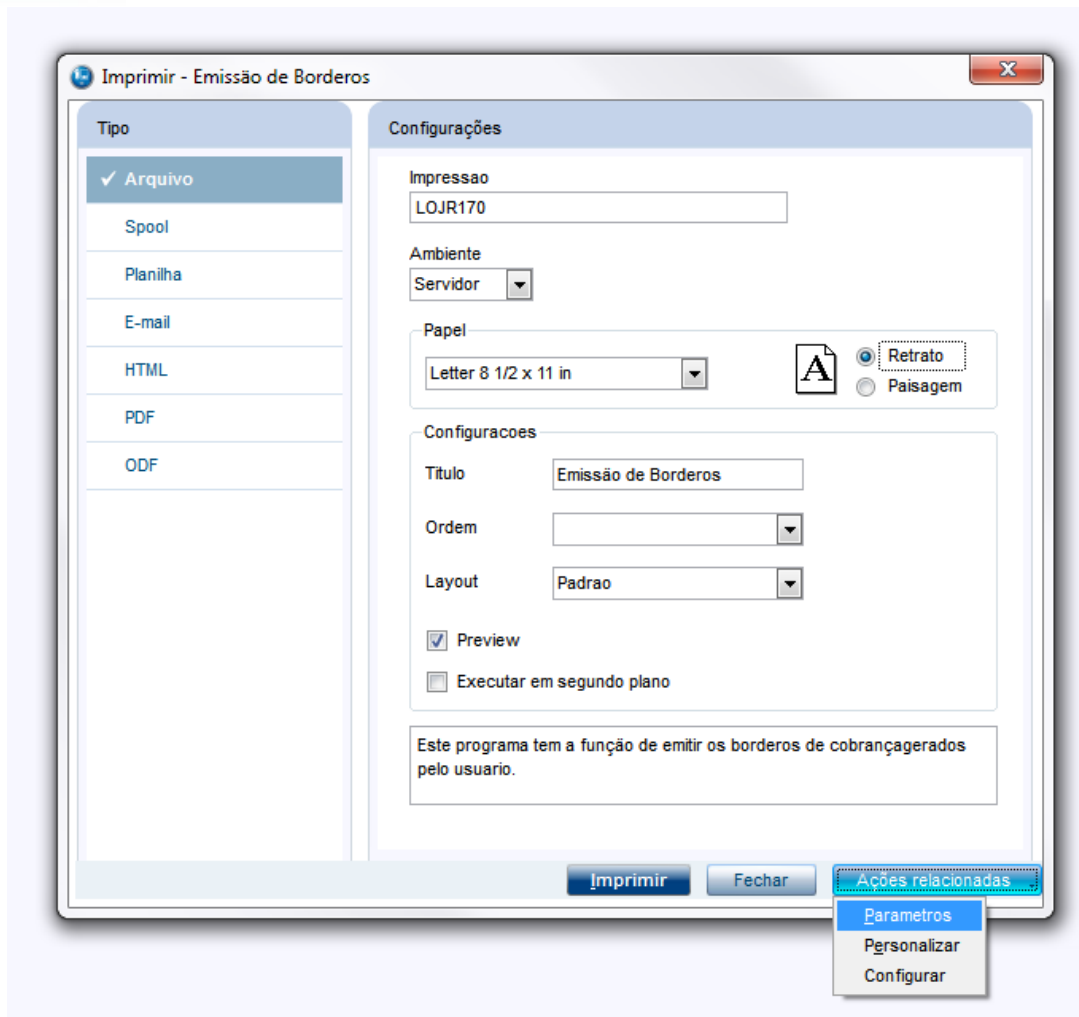 Imprimir - Emissão de Borderos
Tipo
Arquivo
Spool
Planilha
E-mail
HTML
PDF
ODF
Configurações
Impressao
LOJR170
Ambiente
Servidor
Papel
Letter 8 1/2 x 11 in
A
Retrato
Paisagem
Configuracoes
Titulo
Emissão de Borderos
Ordem
Layout
Padrao
Preview
Executar em segundo plano
Este programa tem a função de emitir os borderos de cobrançagerados
pelo usuario.
Imprimir
Fechar
Ações relacionadas
Parametros
Personalizar
Configurar